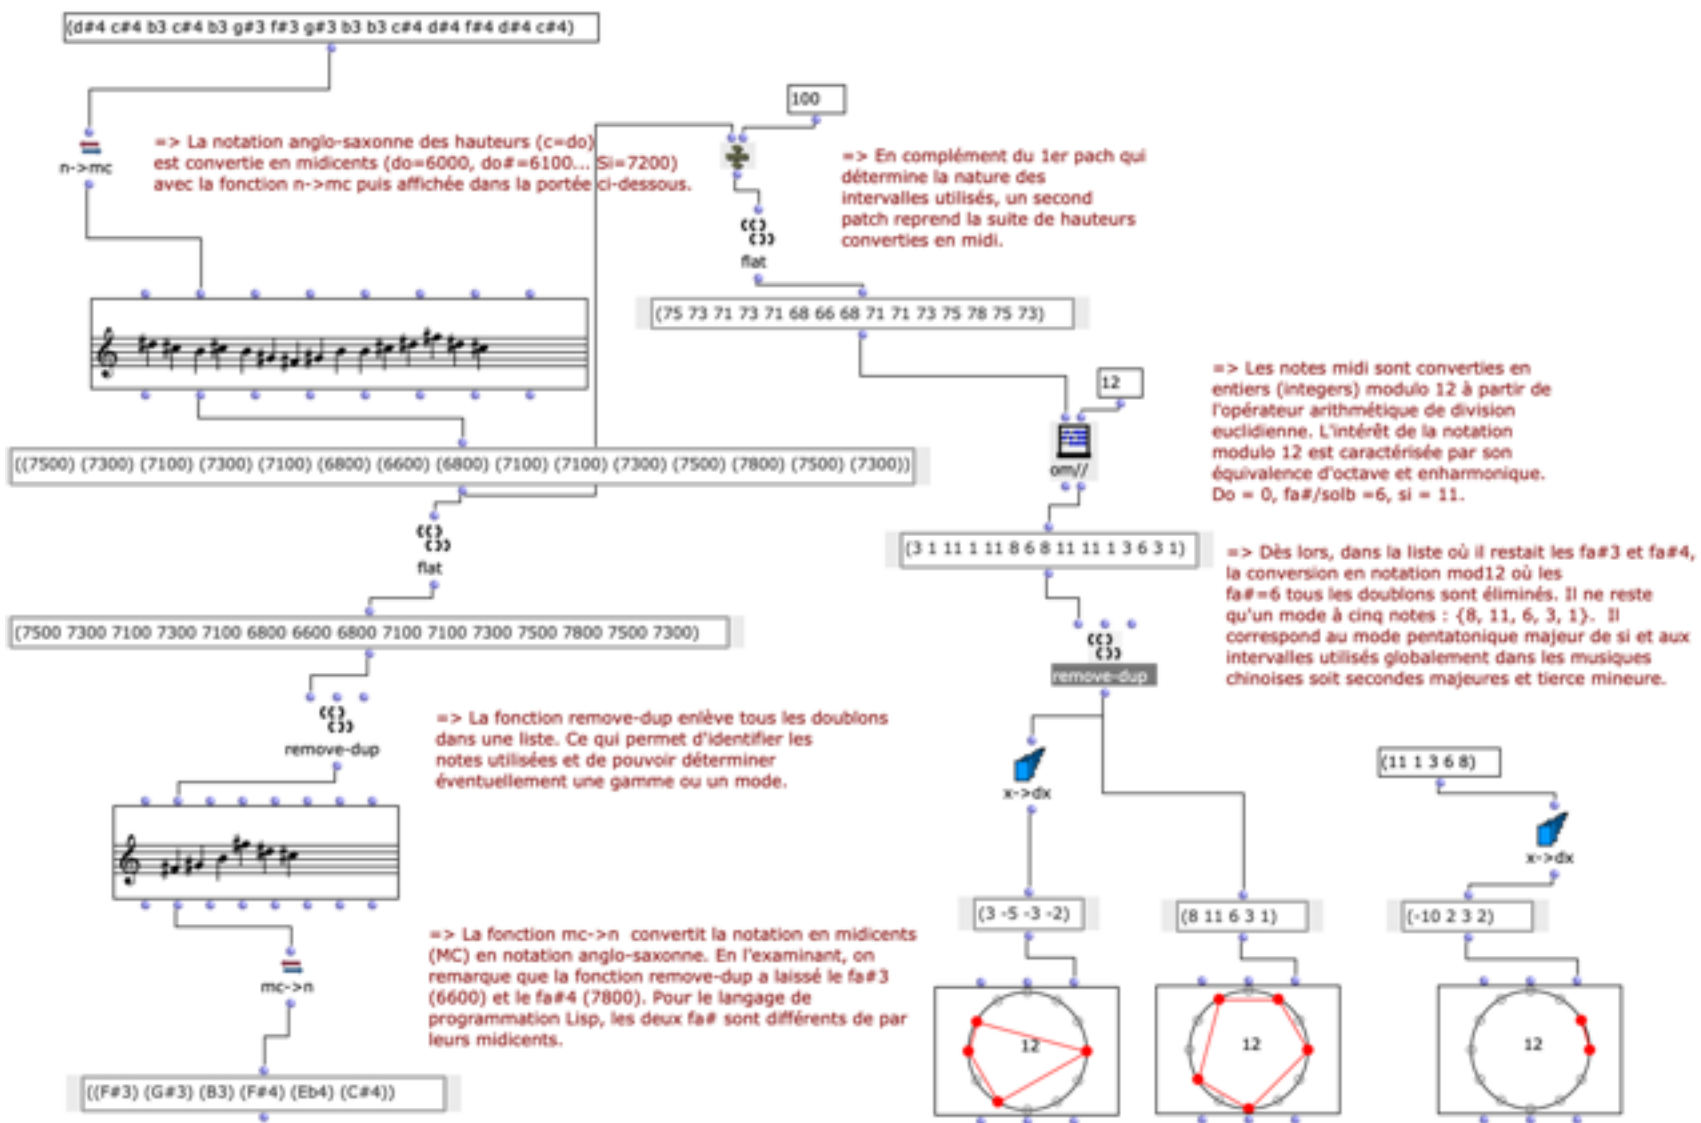 (d#4 c#4 b3 c#4 b3 g#3 f#3 g#3 b3 b3 c#4 d#4 f#4 d#4 c#4)
n->mc
=> La notation anglo-saxonne des hauteurs (c=do)
est convertie en midicents (do=6000, do#=6100... Si=7200)
avec la fonction n->mc puis affichée dans la portée ci-dessous.
((7500) (7300) (7100) (7300) (7100) (6800) (6600) (6800) (7100) (7100) (7300) (7500) (7800) (7500) (7300))
flat
(7500 7300 7100 7300 7100 6800 6600 6800 7100 7100 7300 7500 7800 7500 7300)
remove-dup
=> La fonction remove-dup enlève tous les doublons
dans une liste. Ce qui permet d'identifier les
notes utilisées et de pouvoir déterminer
éventuellement une gamme ou un mode.
mc->n
=> La fonction mc->n convertit la notation en midicents
(MC) en notation anglo-saxonne. En l'examinant, on
remarque que la fonction remove-dup a laissé le fa#3
(6600) et le fa#4 (7800). Pour le langage de
programmation Lisp, les deux fa# sont différents de par
leurs midicents.
((F#3) (G#3) (B3) (F#4) (Eb4) (C#4))
100
=> En complément du 1er pach qui
détermine la nature des
intervalles utilisés, un second
patch reprend la suite de hauteurs
converties en midi.
flat
(75 73 71 73 71 68 66 68 71 71 73 75 78 75 73)
12
om//
=> Les notes midi sont converties en
entiers (integers) modulo 12 à partir de
l'opérateur arithmétique de division
euclidienne. L'intérêt de la notation
modulo 12 est caractérisée par son
équivalence d'octave et enharmonique.
Do = 0, fa#/solb =6, si = 11.
(3 1 11 1 11 8 6 8 11 11 1 3 6 3 1)
=> Dès lors, dans la liste où il restait les fa#3 et fa#4,
la conversion en notation mod12 où les
fa#=6 tous les doublons sont éliminés. Il ne reste
qu'un mode à cinq notes : {8, 11, 6, 3, 1}. Il
correspond au mode pentatonique majeur de si et aux
intervalles utilisés globalement dans les musiques
chinoises soit secondes majeures et tierce mineure.
remove-dup
x->dx
(3 -5 -3 -2)
12
(8 11 6 3 1)
12
(11 1 3 6 8)
x->dx
(-10 2 3 2)
12